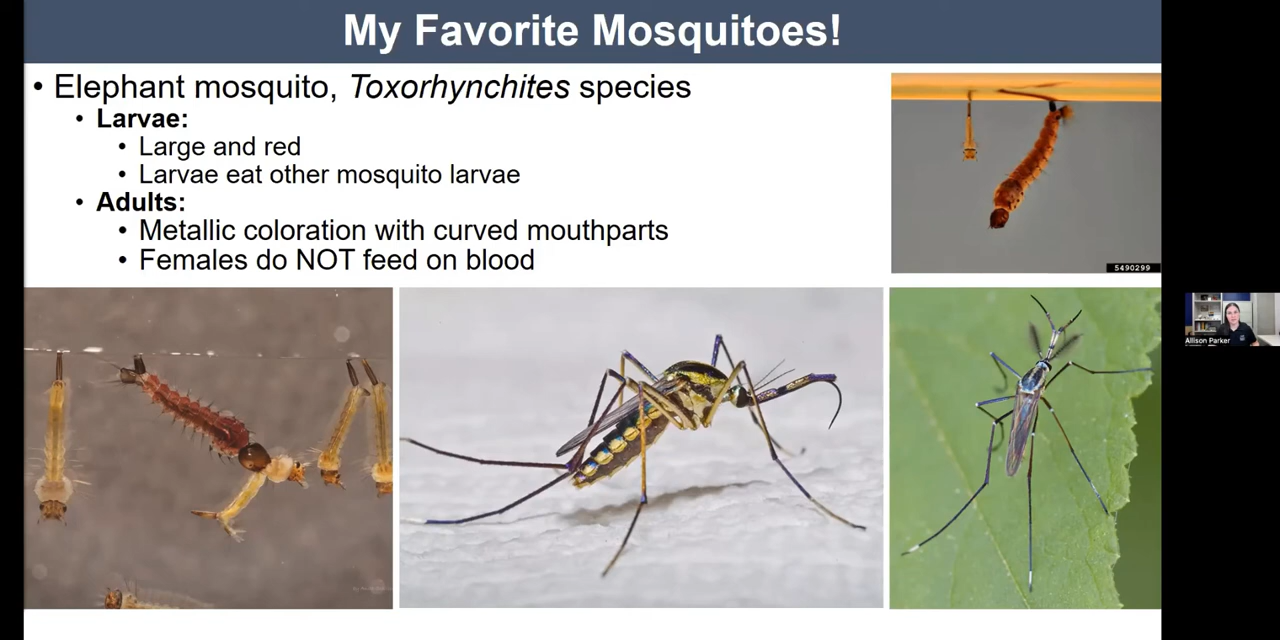 My Favorite Mosquitoes!
• Elephant mosquito, Toxorhynchites species
• Larvae:
• Large and red
• Larvae eat other mosquito larvae
• Adults:
• Metallic coloration with curved mouthparts
• Females do NOT feed on blood
5490299
Allison Parker